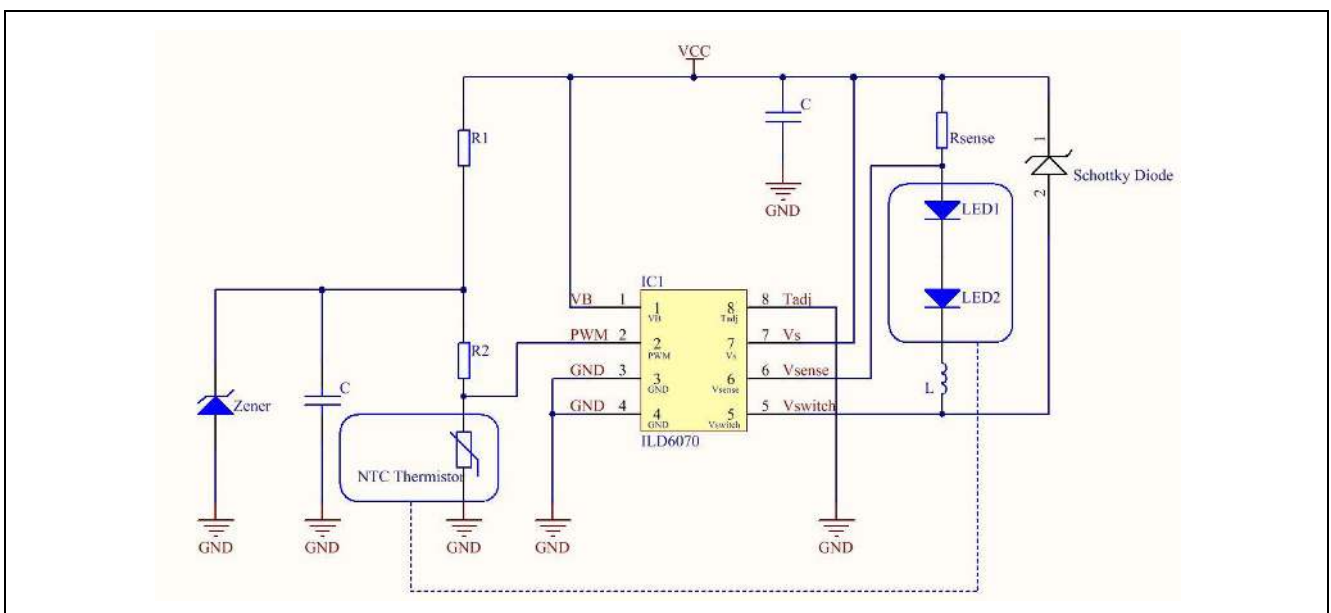 VCC
R1
C
GND
Rsense
1
2
Schottky Diode
LED1
LED2
L
IC1
VB 1
1
VB
PWM 2
2
PWM
GND 3
3
GND
GND 4
4
GND
8 Tadj
8
Tadj
7 Vs
7
Vs
6 Vsense
6
Vsense
5 Vswitch
5
Vswitch
ILD6070
R2
Zener
C
NTC Thermistor
GND
GND
GND
GND
GND